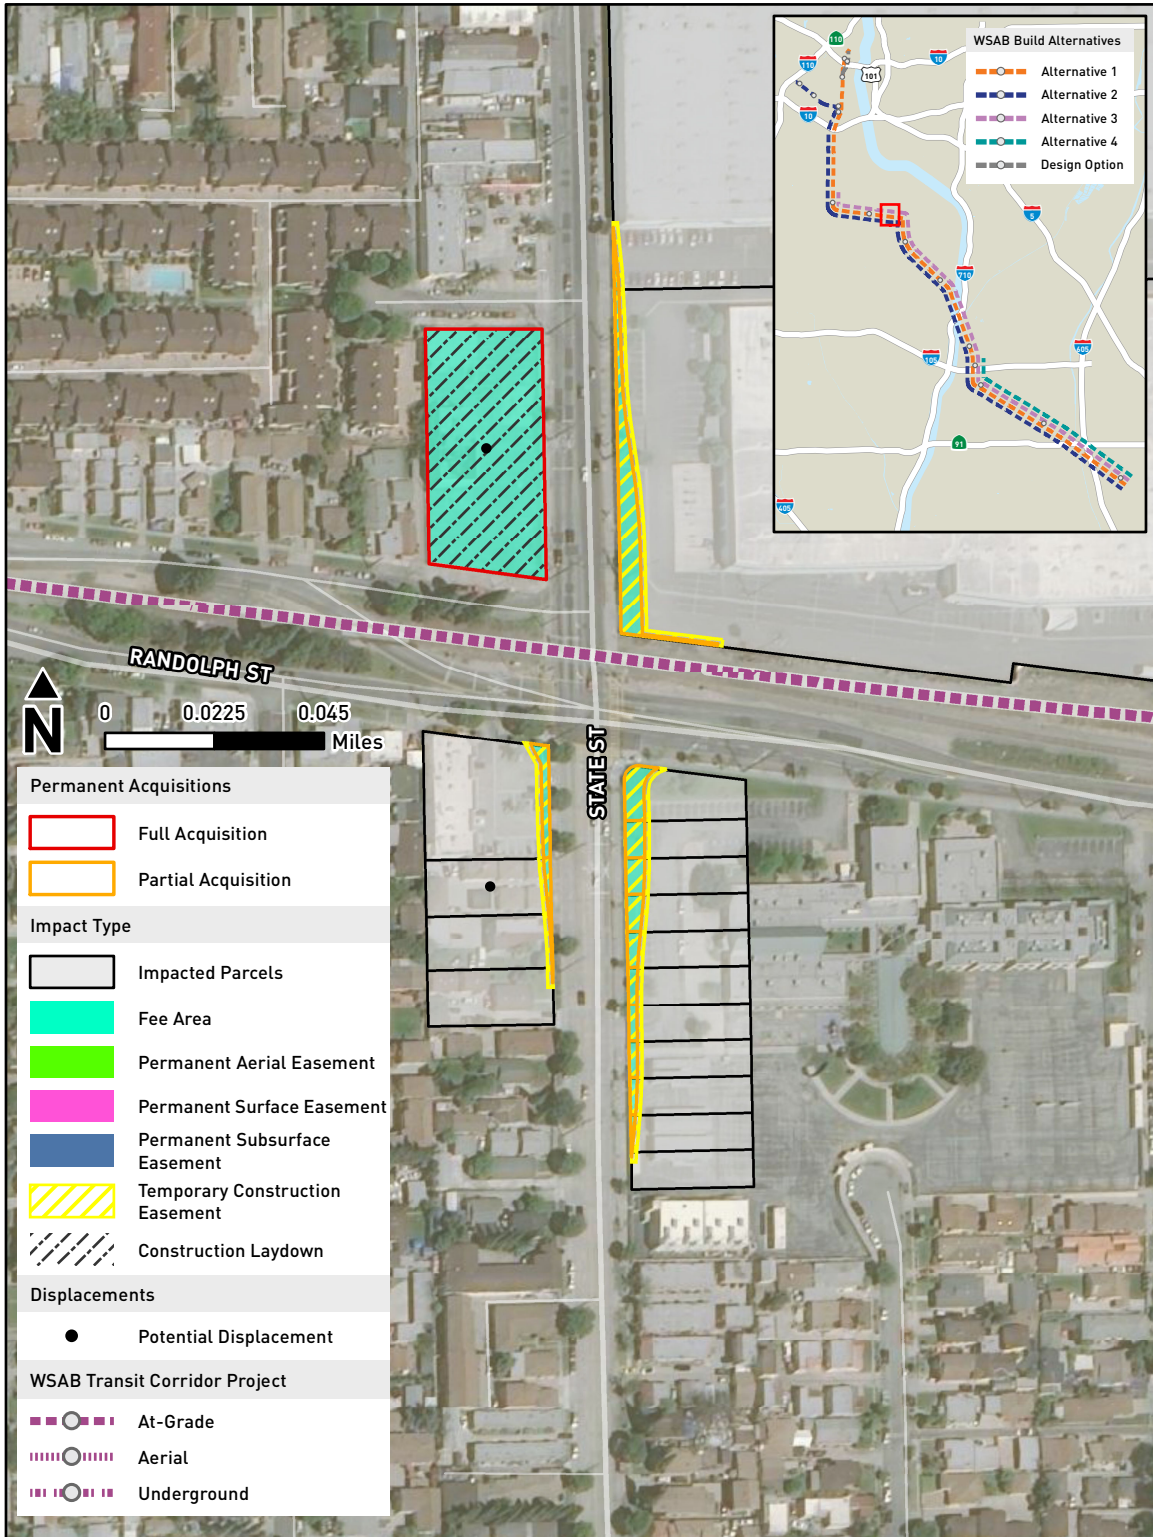 WSAB Build Alternatives
Alternative 1
Alternative 2
Alternative 3
Alternative 4
Design Option
110
110
10
101
10
5
710
105
605
91
405
RANDOLPH ST
STATE ST
N
0 0.0225 0.045
Miles
Permanent Acquisitions
Full Acquisition
Partial Acquisition
Impact Type
Impacted Parcels
Fee Area
Permanent Aerial Easement
Permanent Surface Easement
Permanent Subsurface
Easement
Temporary Construction
Easement
Construction Laydown
Displacements
Potential Displacement
WSAB Transit Corridor Project
At-Grade
Aerial
Underground